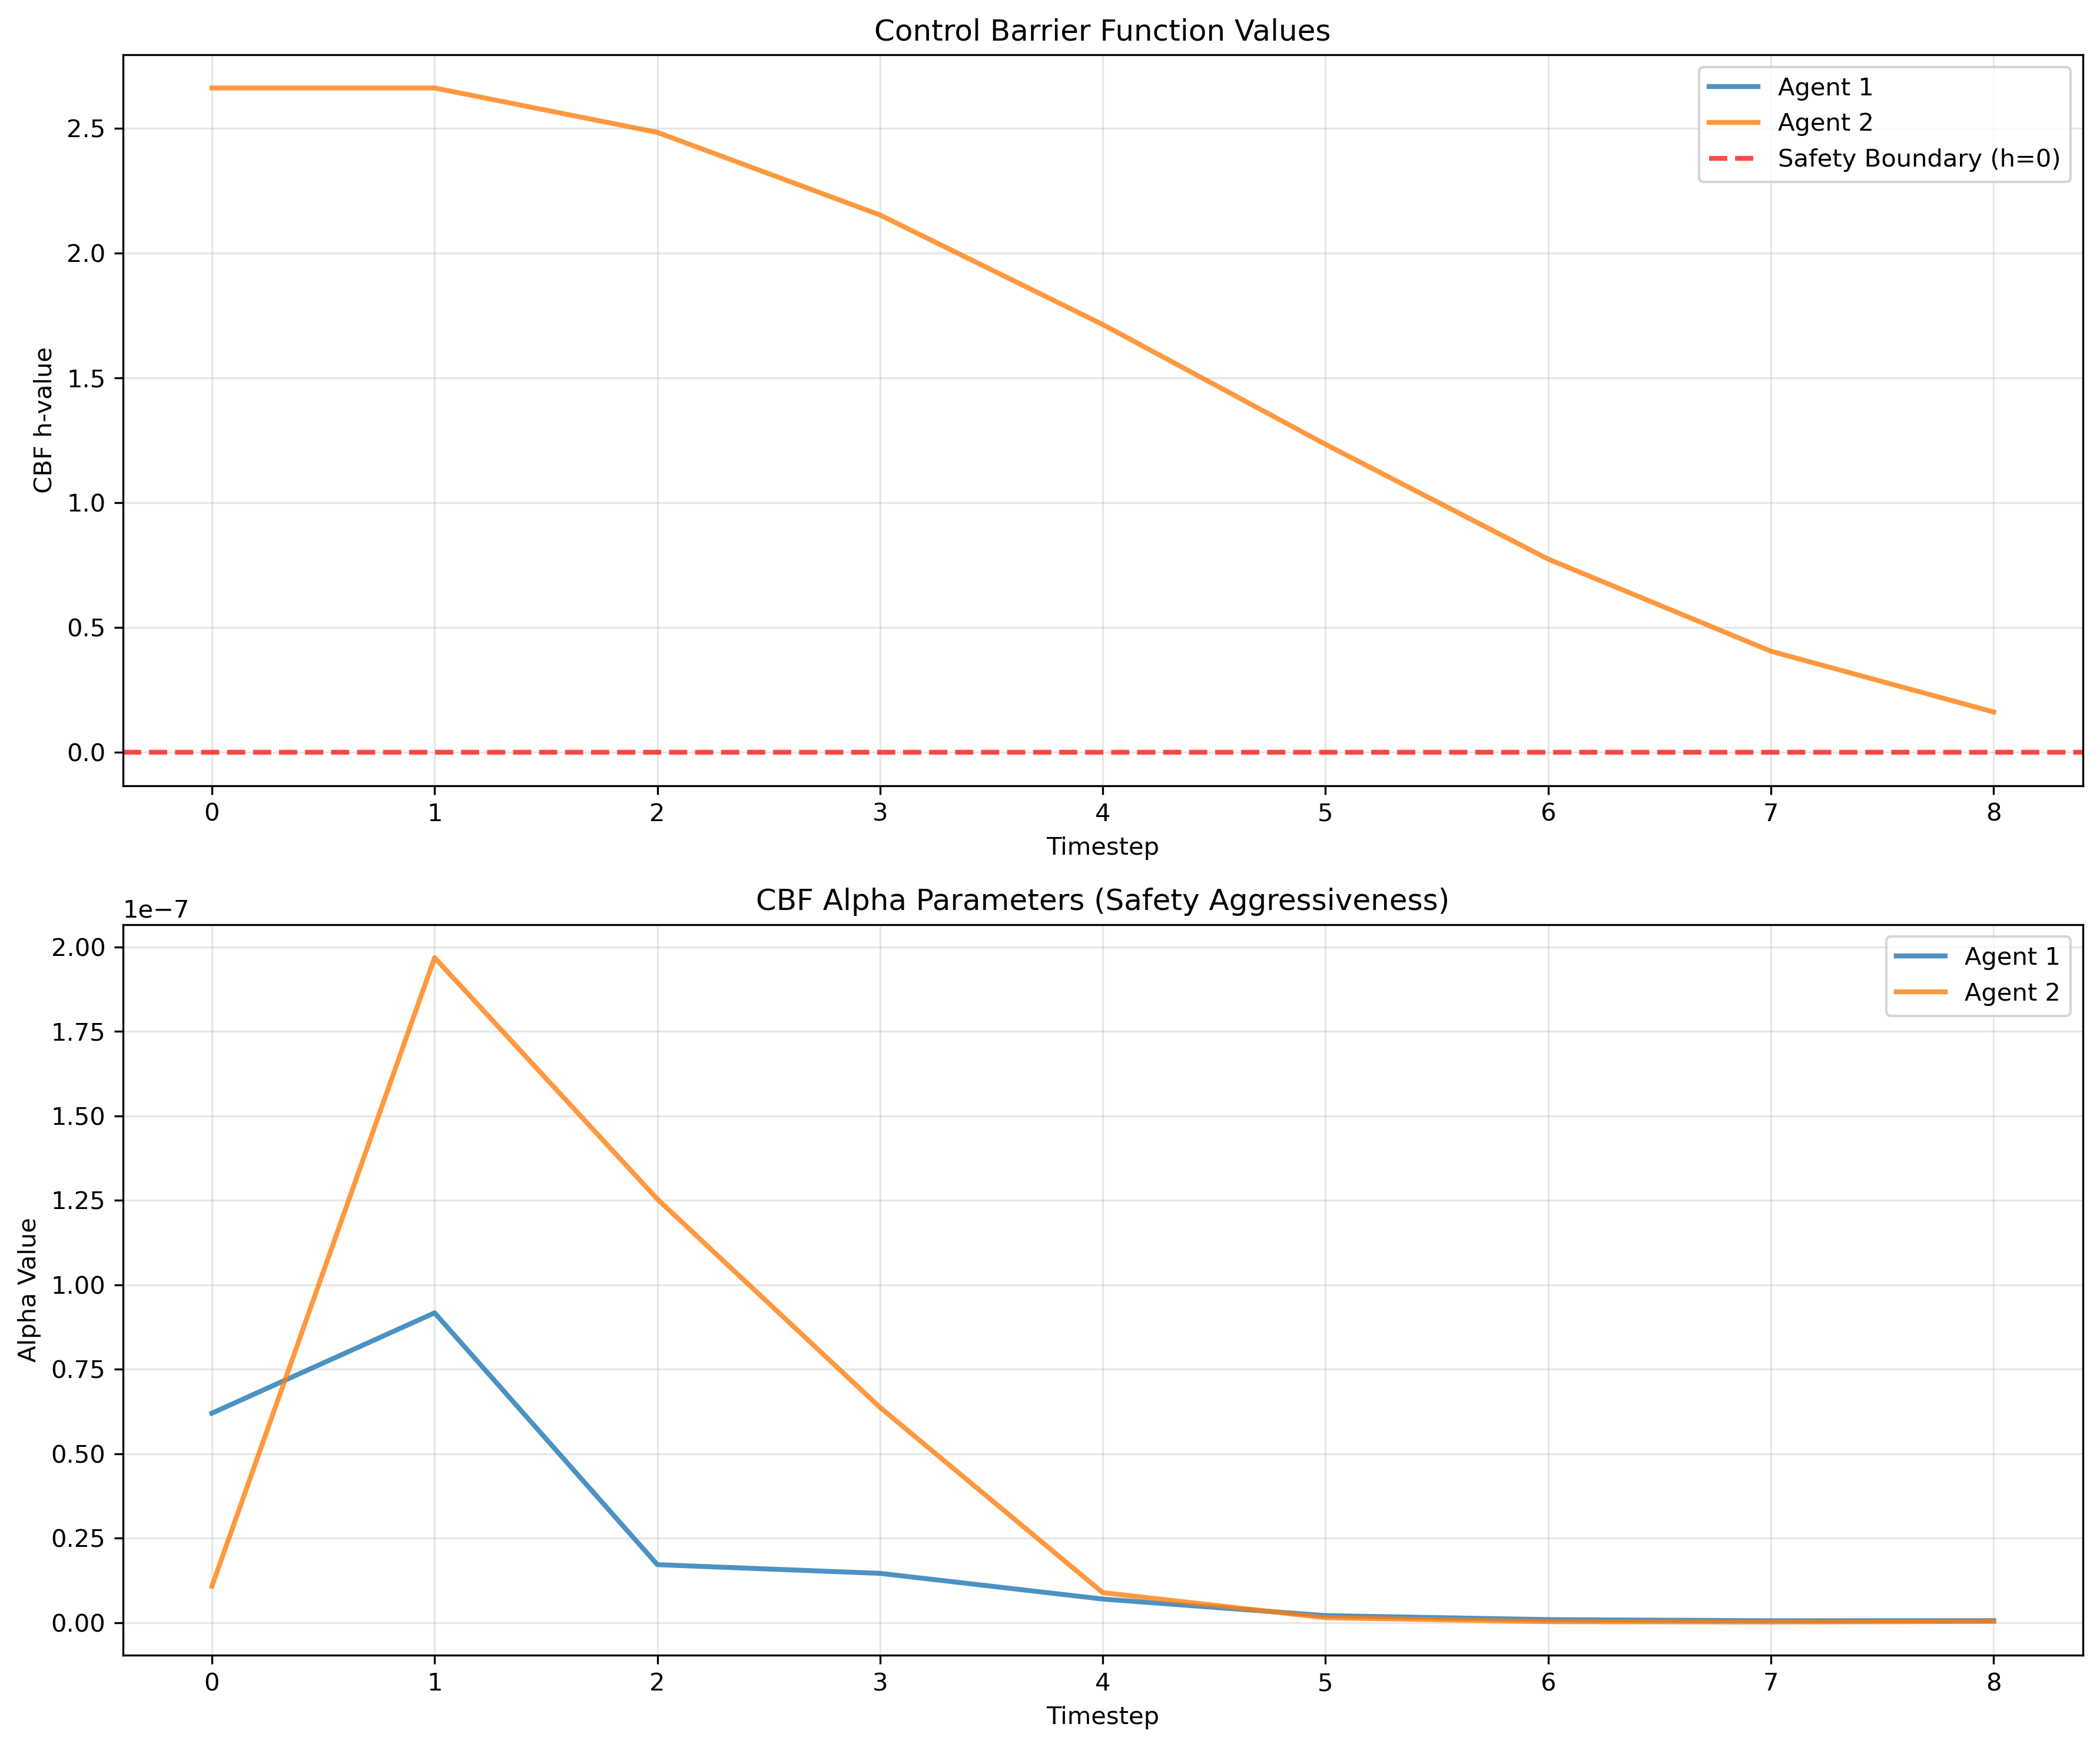 Control Barrier Function Values
CBF h-value
2.5
2.0
1.5
1.0
0.5
0.0
Agent 1
Agent 2
Safety Boundary (h=0)
0 1 2 3 4 5 6 7 8
Timestep
CBF Alpha Parameters (Safety Aggressiveness)
1e−7
Alpha Value
2.00
1.75
1.50
1.25
1.00
0.75
0.50
0.25
0.00
Agent 1
Agent 2
0 1 2 3 4 5 6 7 8
Timestep